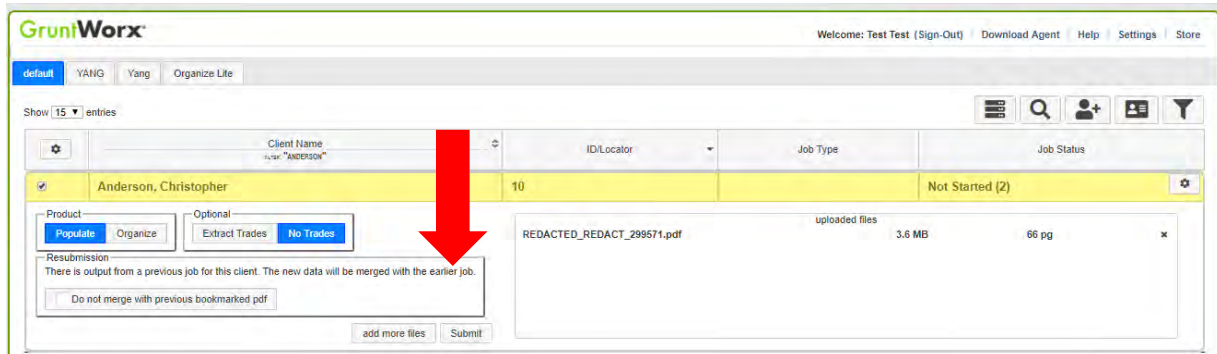 GruntWorx
Welcome: Test Test (Sign-Out) Download Agent Help Settings Store
default YANG Yang Organize Lite
Show 15 entries
Client Name ID/Locator Job Type Job Status
"ANDERSON"
Anderson, Christopher 10 Not Started (2)
Product Optional uploaded files
Populate Organize Extract Trades No Trades REDACTED_REDACT_299571.pdf 3.6 MB 66 pg x
Resubmission
There is output from a previous job for this client. The new data will be merged with the earlier job.
Do not merge with previous bookmarked pdf
add more files Submit